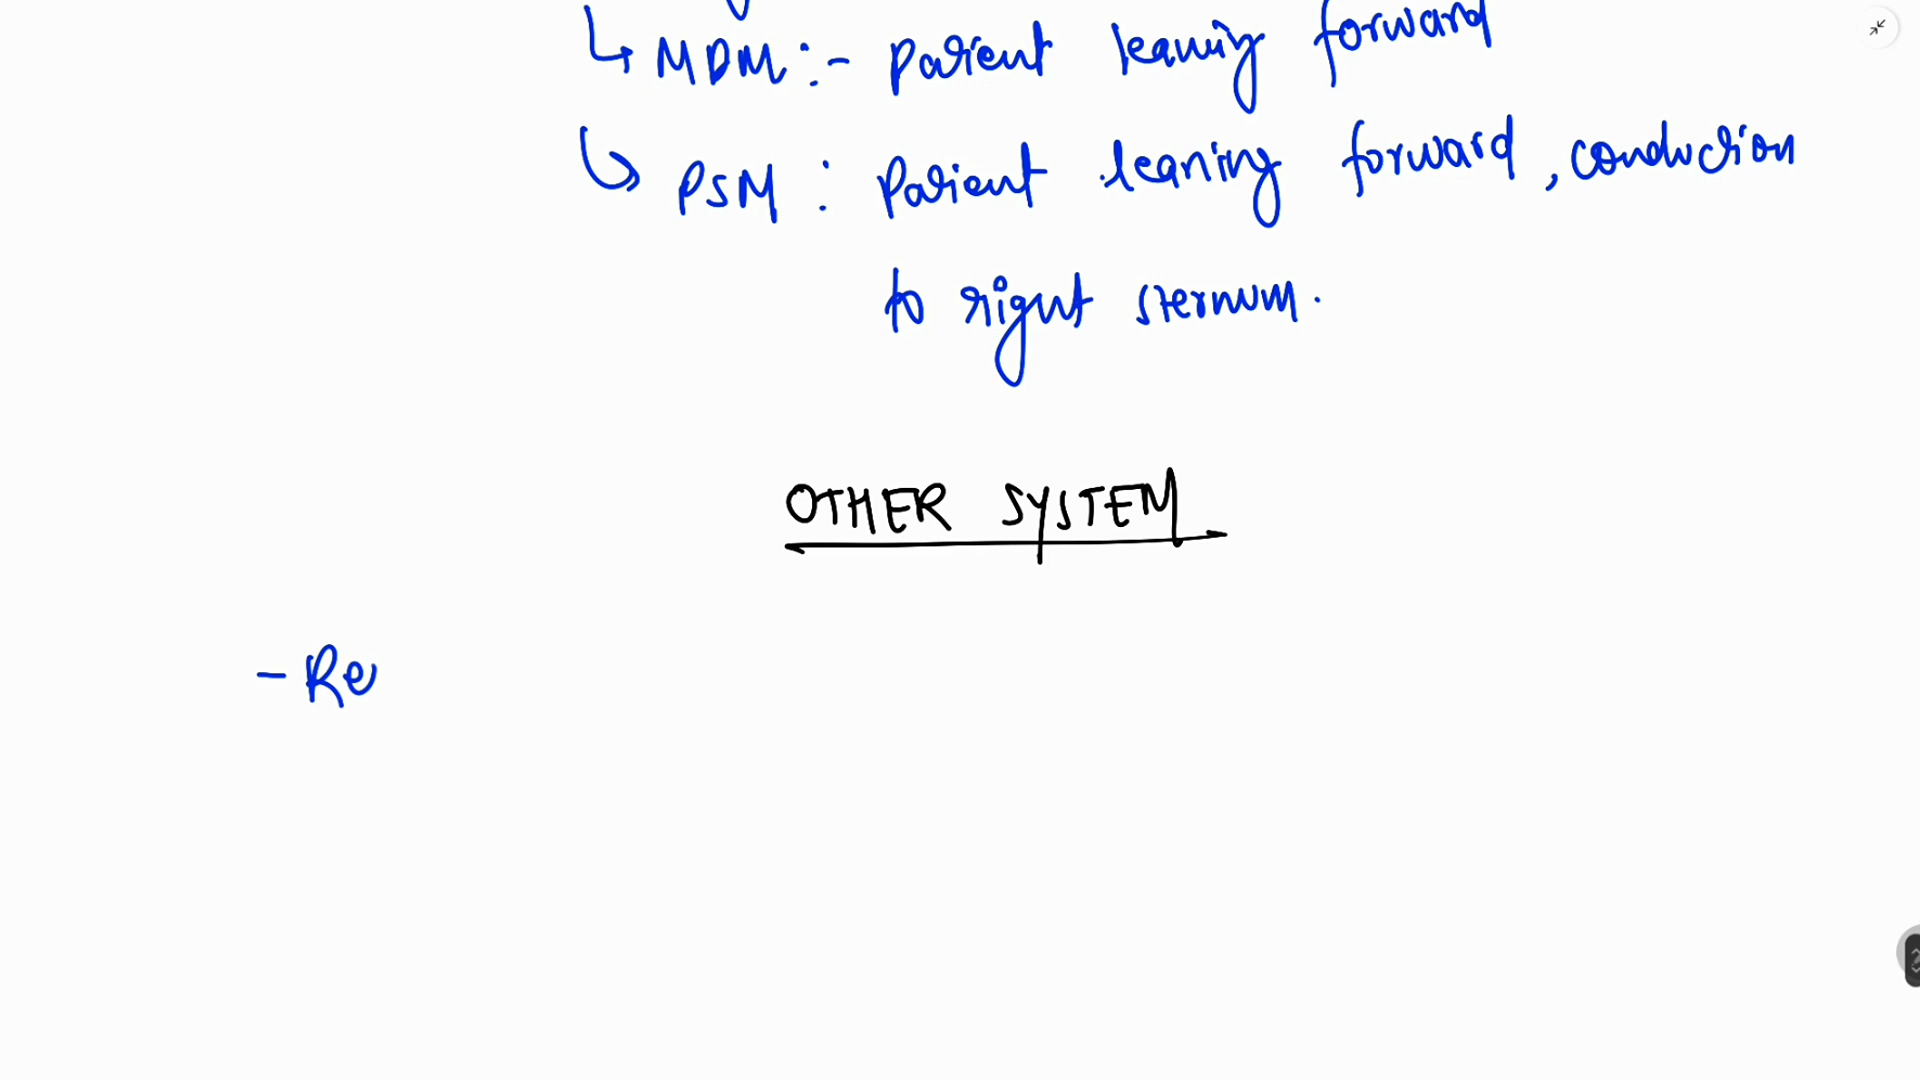 ↳ MDM :- Patient leaning forward
↳ PSM : Patient leaning forward, conduction
to right sternum.
OTHER SYSTEM
- Re